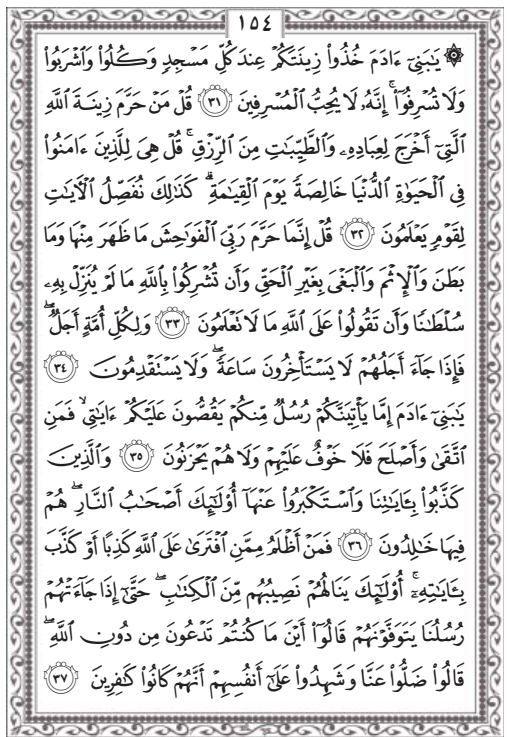 ١٥٤
۞ يَٰبَنِىٓ ءَادَمَ خُذُوا۟ زِينَتَكُمْ عِندَ كُلِّ مَسْجِدٍ وَكُلُوا۟ وَٱشْرَبُوا۟
وَلَا تُسْرِفُوٓا۟ ۚ إِنَّهُۥ لَا يُحِبُّ ٱلْمُسْرِفِينَ ٣١ قُلْ مَنْ حَرَّمَ زِينَةَ ٱللَّهِ
ٱلَّتِىٓ أَخْرَجَ لِعِبَادِهِۦ وَٱلطَّيِّبَٰتِ مِنَ ٱلرِّزْقِ ۚ قُلْ هِىَ لِلَّذِينَ ءَامَنُوا۟
فِى ٱلْحَيَوٰةِ ٱلدُّنْيَا خَالِصَةً يَوْمَ ٱلْقِيَٰمَةِ ۗ كَذَٰلِكَ نُفَصِّلُ ٱلْءَايَٰتِ
لِقَوْمٍ يَعْلَمُونَ ٣٢ قُلْ إِنَّمَا حَرَّمَ رَبِّىَ ٱلْفَوَٰحِشَ مَا ظَهَرَ مِنْهَا وَمَا
بَطَنَ وَٱلْإِثْمَ وَٱلْبَغْىَ بِغَيْرِ ٱلْحَقِّ وَأَن تُشْرِكُوا۟ بِٱللَّهِ مَا لَمْ يُنَزِّلْ بِهِۦ
سُلْطَٰنًا وَأَن تَقُولُوا۟ عَلَى ٱللَّهِ مَا لَا تَعْلَمُونَ ٣٣ وَلِكُلِّ أُمَّةٍ أَجَلٌ ۖ
فَإِذَا جَآءَ أَجَلُهُمْ لَا يَسْتَأْخِرُونَ سَاعَةً ۖ وَلَا يَسْتَقْدِمُونَ ٣٤
يَٰبَنِىٓ ءَادَمَ إِمَّا يَأْتِيَنَّكُمْ رُسُلٌ مِّنكُمْ يَقُصُّونَ عَلَيْكُمْ ءَايَٰتِى ۙ فَمَنِ
ٱتَّقَىٰ وَأَصْلَحَ فَلَا خَوْفٌ عَلَيْهِمْ وَلَا هُمْ يَحْزَنُونَ ٣٥ وَٱلَّذِينَ
كَذَّبُوا۟ بِـَٔايَٰتِنَا وَٱسْتَكْبَرُوا۟ عَنْهَآ أُو۟لَٰٓئِكَ أَصْحَٰبُ ٱلنَّارِ ۖ هُمْ
فِيهَا خَٰلِدُونَ ٣٦ فَمَنْ أَظْلَمُ مِمَّنِ ٱفْتَرَىٰ عَلَى ٱللَّهِ كَذِبًا أَوْ كَذَّبَ
بِـَٔايَٰتِهِۦٓ ۚ أُو۟لَٰٓئِكَ يَنَالُهُمْ نَصِيبُهُم مِّنَ ٱلْكِتَٰبِ ۖ حَتَّىٰٓ إِذَا جَآءَتْهُمْ
رُسُلُنَا يَتَوَفَّوْنَهُمْ قَالُوٓا۟ أَيْنَ مَا كُنتُمْ تَدْعُونَ مِن دُونِ ٱللَّهِ ۖ
قَالُوا۟ ضَلُّوا۟ عَنَّا وَشَهِدُوا۟ عَلَىٰٓ أَنفُسِهِمْ أَنَّهُمْ كَانُوا۟ كَٰفِرِينَ ٣٧